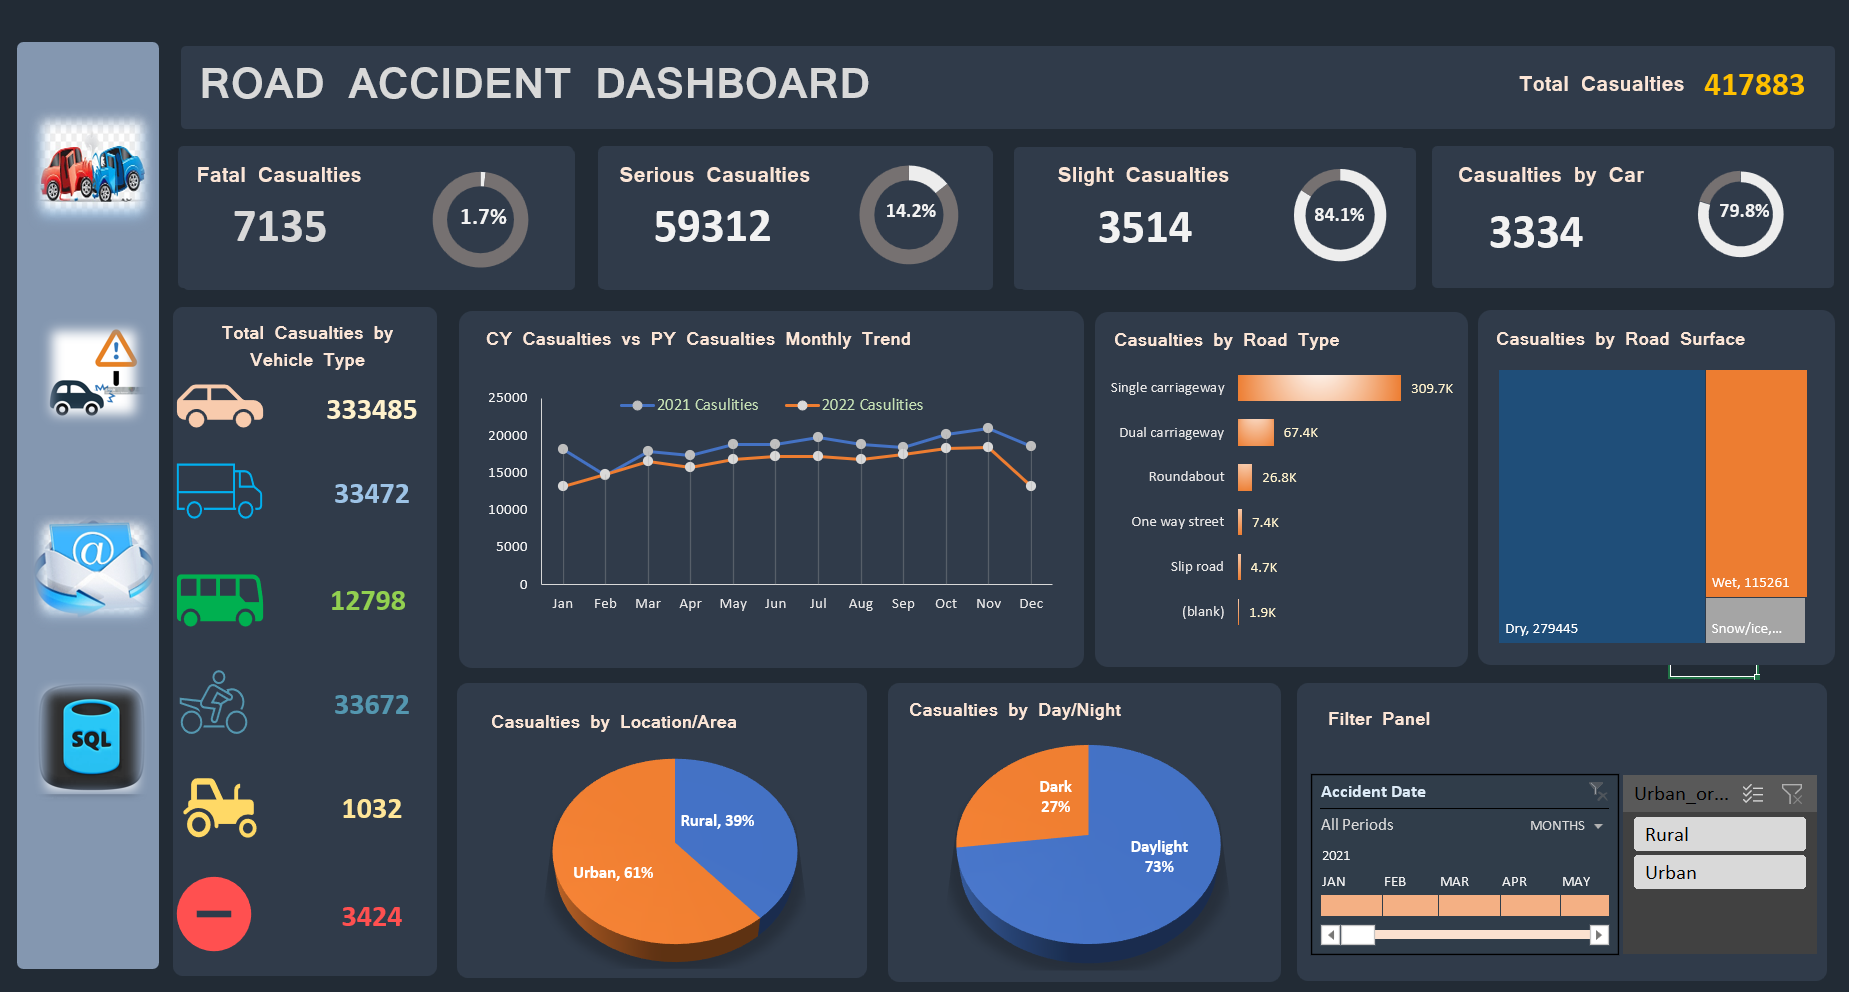 ROAD ACCIDENT DASHBOARD
Total Casualties 417883
Fatal Casualties
7135
1.7%
Serious Casualties
59312
14.2%
Slight Casualties
3514
84.1%
Casualties by Car
3334
79.8%
Total Casualties by
Vehicle Type
333485
33472
12798
33672
1032
3424
CY Casualties vs PY Casualties Monthly Trend
2021 Casulities
2022 Casulities
25000
20000
15000
10000
5000
0
Jan Feb Mar Apr May Jun Jul Aug Sep Oct Nov Dec
Casualties by Road Type
Single carriageway 309.7K
Dual carriageway 67.4K
Roundabout 26.8K
One way street 7.4K
Slip road 4.7K
(blank) 1.9K
Casualties by Road Surface
Dry, 279445
Wet, 115261
Snow/ice,...
@
SQL
Casualties by Location/Area
Rural, 39%
Urban, 61%
Casualties by Day/Night
Dark
27%
Daylight
73%
Filter Panel
Accident Date
All Periods
MONTHS
2021
JAN FEB MAR APR MAY
Urban_or...
Rural
Urban